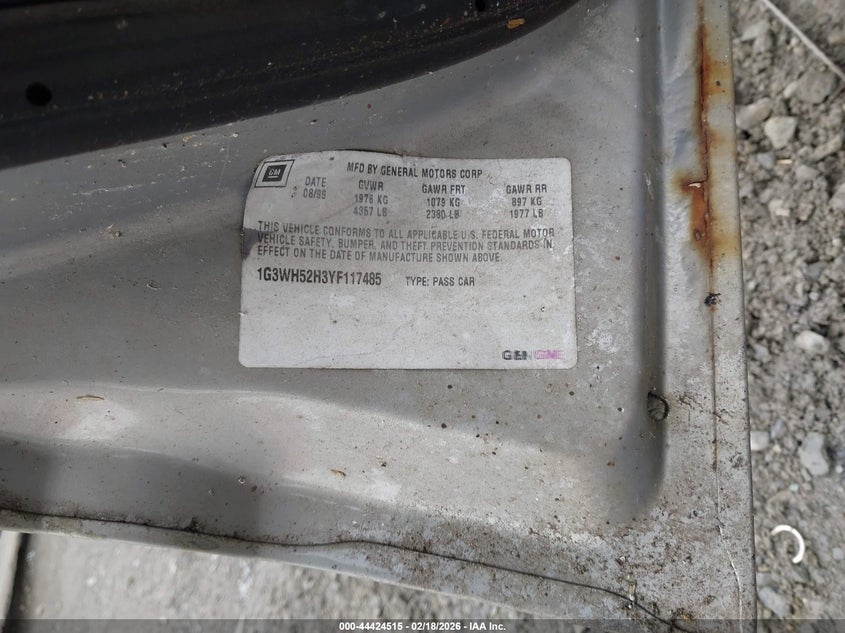 GM
MFD BY GENERAL MOTORS CORP
DATE GVWR GAWR FRT GAWR RR
08/99 1976 KG 1079 KG 897 KG
4357 LB 2380 LB 1977 LB
THIS VEHICLE CONFORMS TO ALL APPLICABLE U.S. FEDERAL MOTOR
VEHICLE SAFETY, BUMPER, AND THEFT PREVENTION STANDARDS IN
EFFECT ON THE DATE OF MANUFACTURE SHOWN ABOVE.
1G3WH52H3YF117485 TYPE: PASS CAR
000-44424515 - 02/18/2026 - IAA Inc.